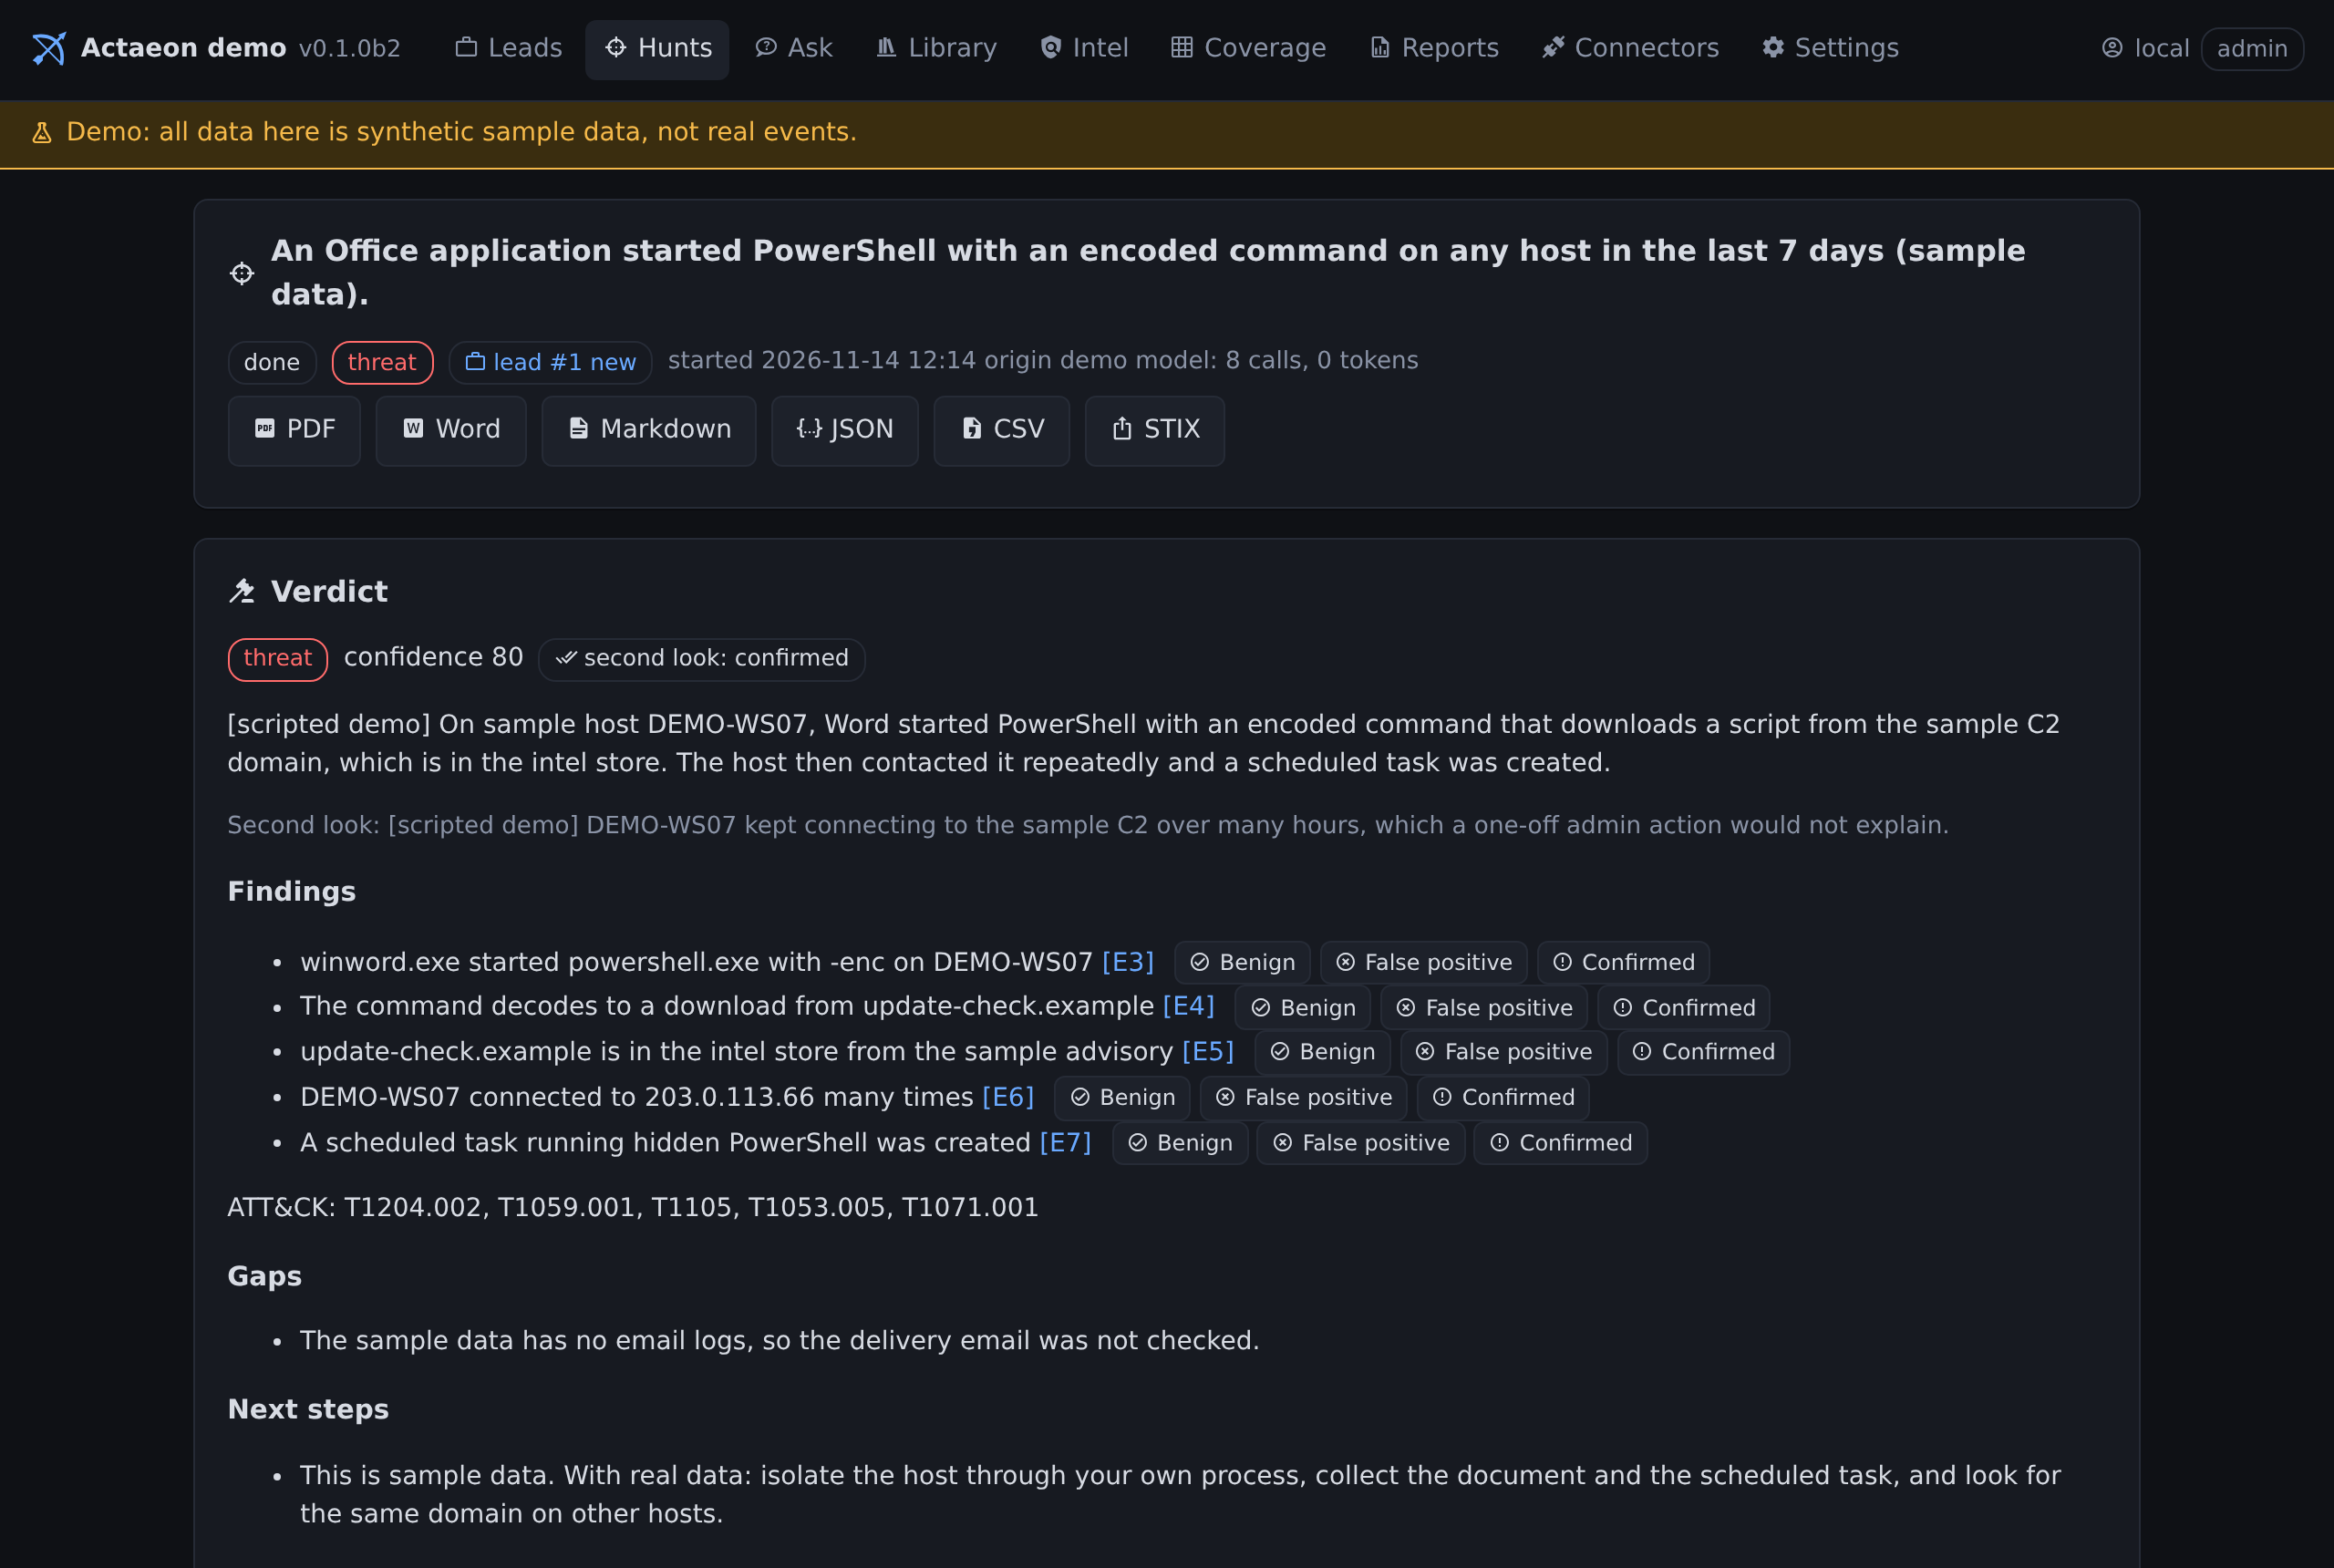 Actaeon demo v0.1.0b2 Leads Hunts Ask Library Intel Coverage Reports Connectors Settings local admin
Demo: all data here is synthetic sample data, not real events.
An Office application started PowerShell with an encoded command on any host in the last 7 days (sample
data).
done threat lead #1 new started 2026-11-14 12:14 origin demo model: 8 calls, 0 tokens
PDF Word Markdown JSON CSV STIX
Verdict
threat confidence 80 second look: confirmed
[scripted demo] On sample host DEMO-WS07, Word started PowerShell with an encoded command that downloads a script from the sample C2
domain, which is in the intel store. The host then contacted it repeatedly and a scheduled task was created.
Second look: [scripted demo] DEMO-WS07 kept connecting to the sample C2 over many hours, which a one-off admin action would not explain.
Findings
• winword.exe started powershell.exe with -enc on DEMO-WS07 [E3] Benign False positive Confirmed
• The command decodes to a download from update-check.example [E4] Benign False positive Confirmed
• update-check.example is in the intel store from the sample advisory [E5] Benign False positive Confirmed
• DEMO-WS07 connected to 203.0.113.66 many times [E6] Benign False positive Confirmed
• A scheduled task running hidden PowerShell was created [E7] Benign False positive Confirmed
ATT&CK: T1204.002, T1059.001, T1105, T1053.005, T1071.001
Gaps
• The sample data has no email logs, so the delivery email was not checked.
Next steps
• This is sample data. With real data: isolate the host through your own process, collect the document and the scheduled task, and look for
the same domain on other hosts.